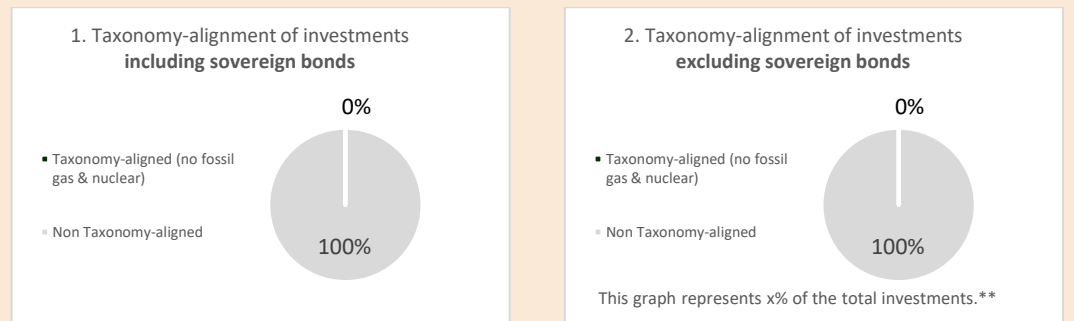 1. Taxonomy-alignment of investments
including sovereign bonds
0%
Taxonomy-aligned (no fossil
gas & nuclear)
Non Taxonomy-aligned
100%
2. Taxonomy-alignment of investments
excluding sovereign bonds
0%
Taxonomy-aligned (no fossil
gas & nuclear)
Non Taxonomy-aligned
100%
This graph represents x% of the total investments.**